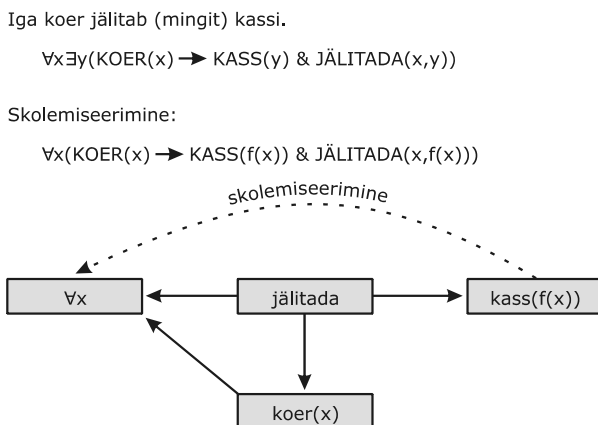 Iga koer jälitab (mingit) kassi.
∀x∃y(KOER(x) → KASS(y) & JÄLITADA(x,y))
Skolemiseerimine:
∀x(KOER(x) → KASS(f(x)) & JÄLITADA(x,f(x)))
skolemiseerimine
∀x
jälitada
kass(f(x))
koer(x)